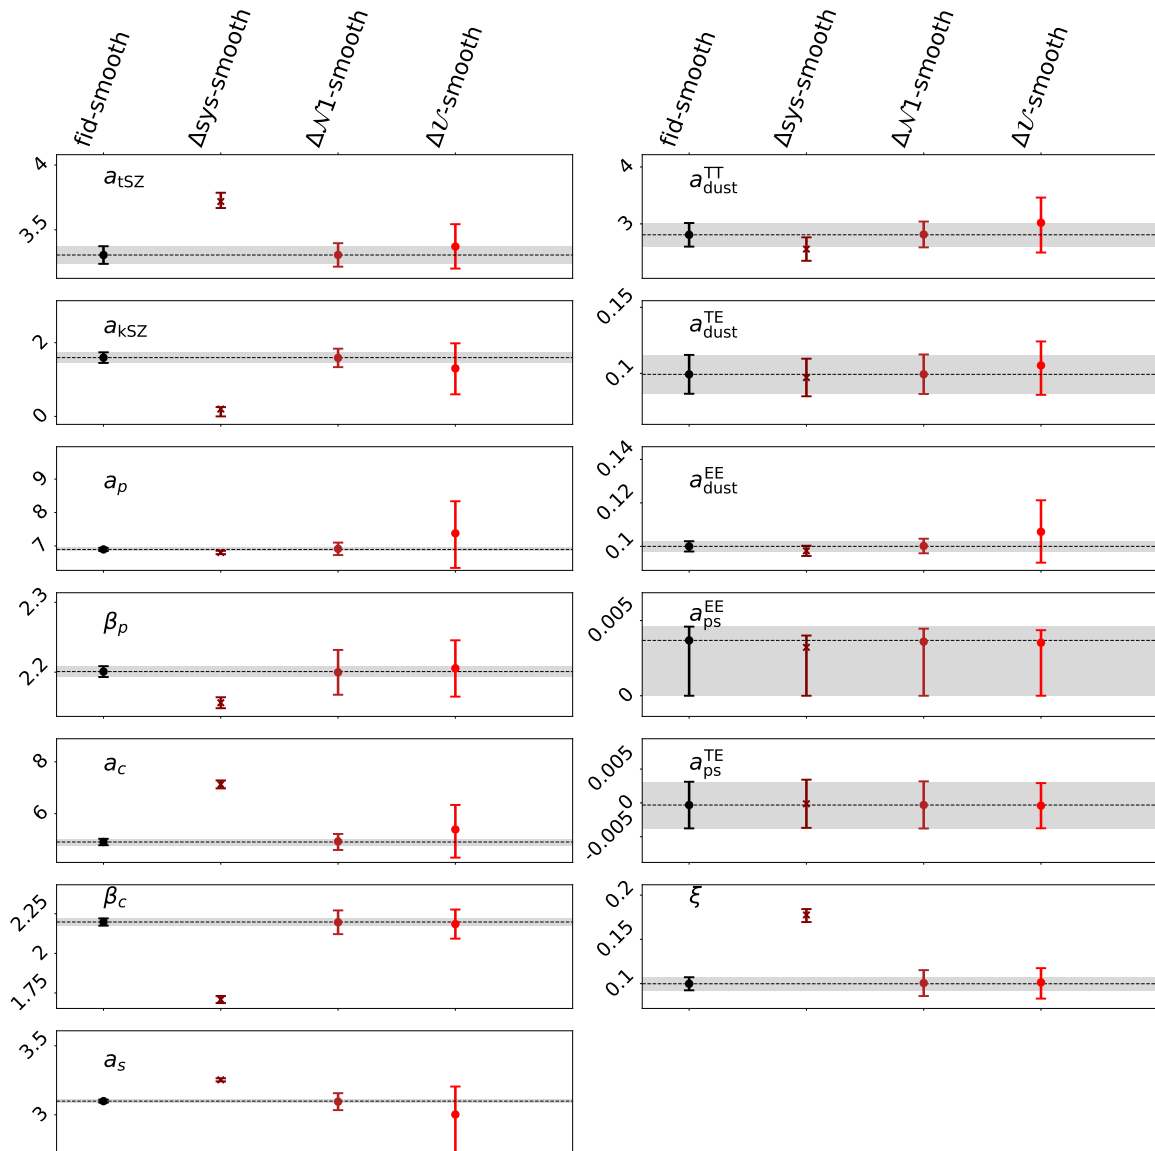 fid-smooth Δsys-smooth Δ𝒩1-smooth Δ𝒰-smooth
fid-smooth Δsys-smooth Δ𝒩1-smooth Δ𝒰-smooth
a_tSZ
4
3.5
a_kSZ
2
0
a_p
9
8
7
β_p
2.3
2.2
a_c
8
6
β_c
2.25
2
1.75
a_s
3.5
3
a_dust^TT
4
3
a_dust^TE
0.15
0.1
a_dust^EE
0.14
0.12
0.1
a_ps^EE
0.005
0
a_ps^TE
0.005
0
-0.005
ξ
0.2
0.15
0.1